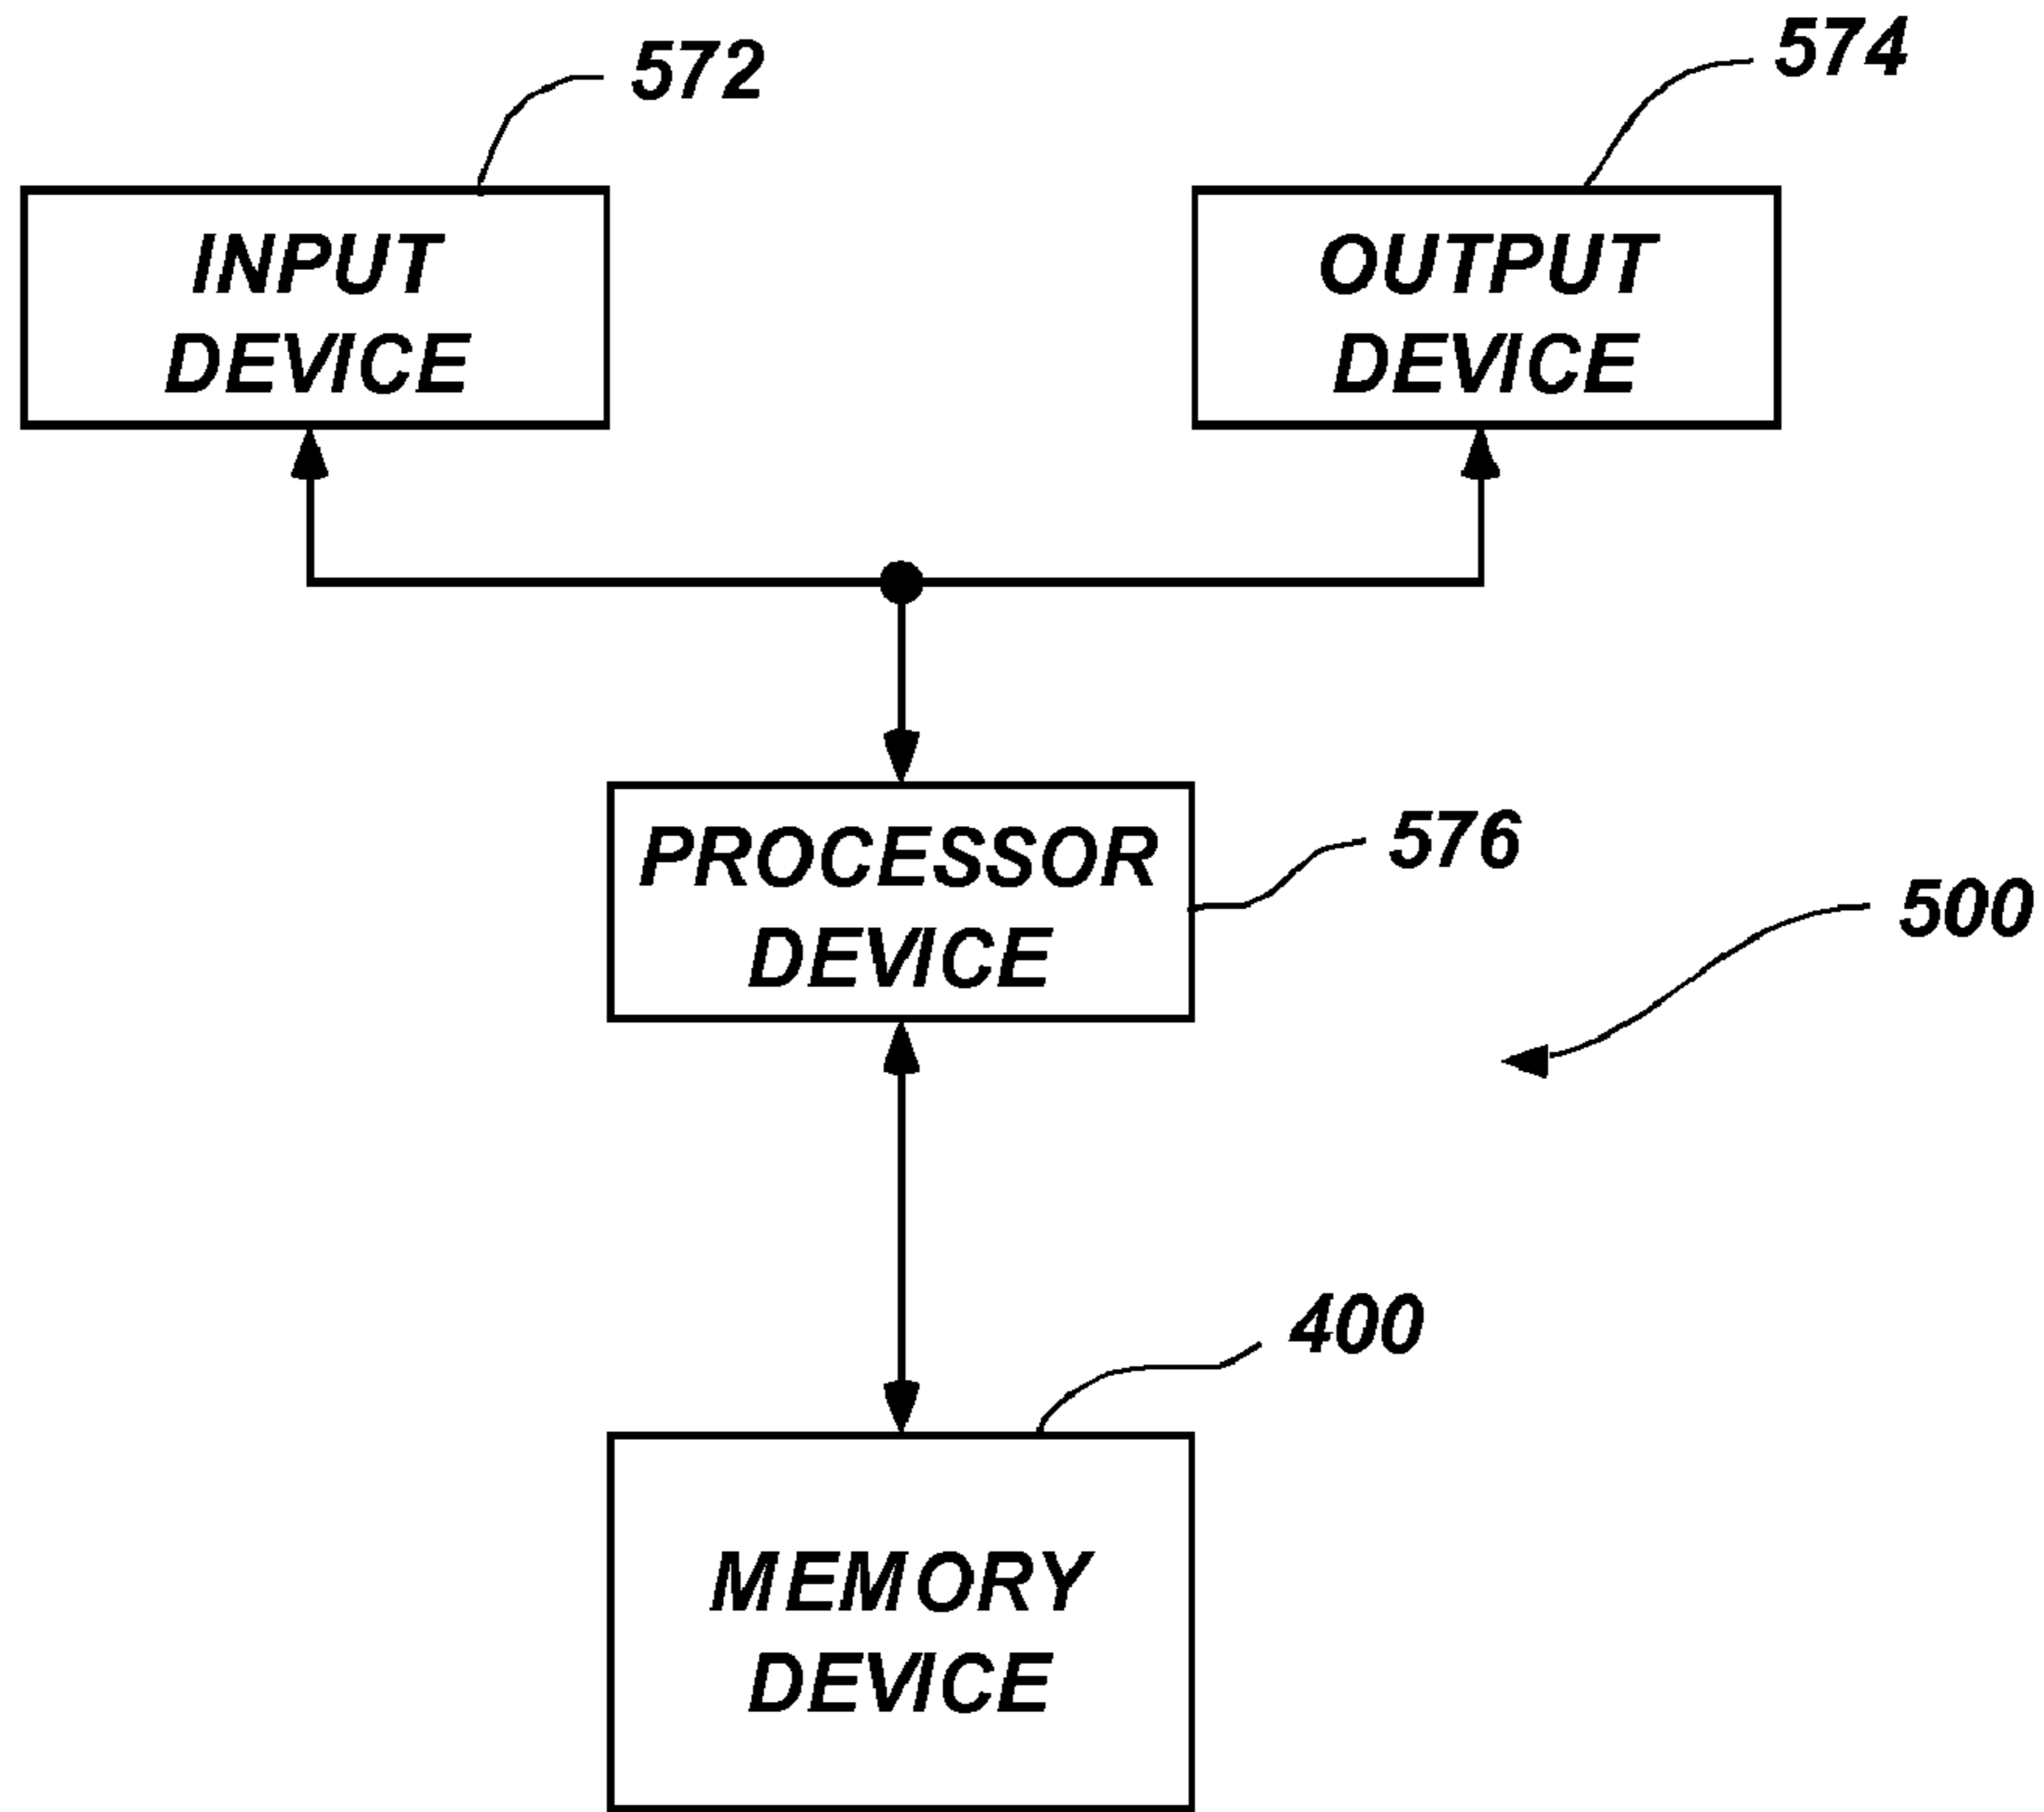 572
574
INPUT
DEVICE
OUTPUT
DEVICE
PROCESSOR
DEVICE
576
500
400
MEMORY
DEVICE